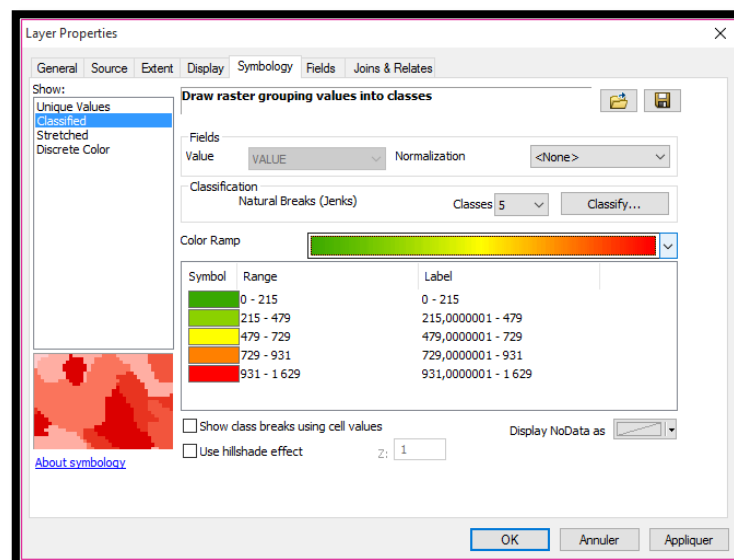 Layer Properties
General Source Extent Display Symbology Fields Joins & Relates
Show:
Unique Values
Classified
Stretched
Discrete Color
Draw raster grouping values into classes
Fields
Value VALUE Normalization <None>
Classification
Natural Breaks (Jenks) Classes 5 Classify...
Color Ramp
Symbol Range Label
0 - 215 0 - 215
215 - 479 215,0000001 - 479
479 - 729 479,0000001 - 729
729 - 931 729,0000001 - 931
931 - 1 629 931,0000001 - 1 629
Show class breaks using cell values
Display NoData as
Use hillshade effect Z: 1
About symbology
OK Annuler Appliquer